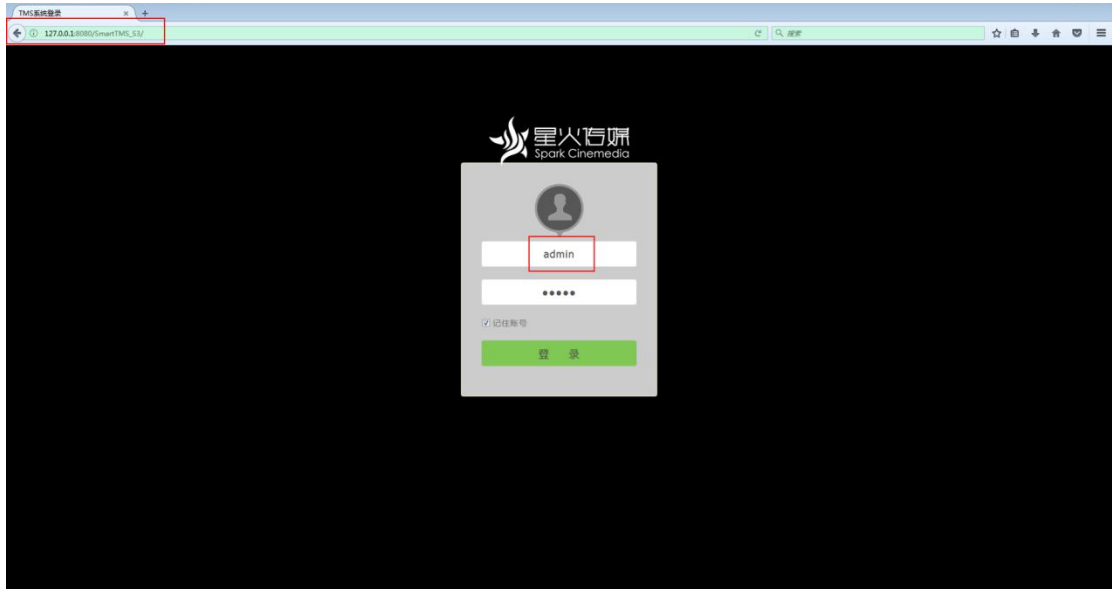 TMS系统登录
127.0.0.1:8080/SmartTMS_S3/
搜索
星火传媒
Spark Cinemedia
admin
•••••
记住账号
登 录